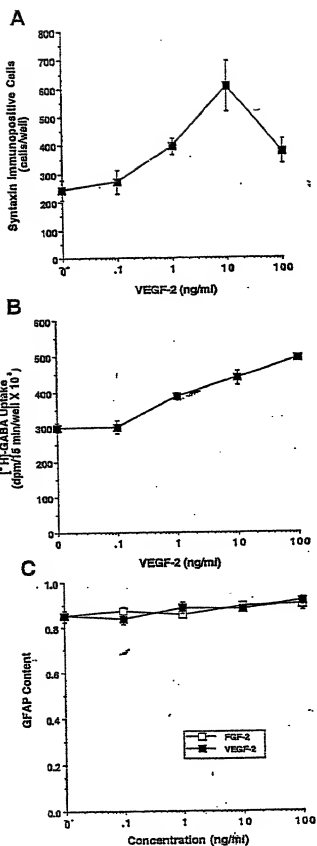 A
800
700
600
500
400
300
200
100
0
Syntaxin Immunopositive Cells
(cells/well)
0 .1 1 10 100
VEGF-2 (ng/ml)
B
600
500
400
300
200
100
0
[³H]-GABA Uptake
(dpm/15 min/well X 10³)
0 .1 1 10 100
VEGF-2 (ng/ml)
C
1.0
0.8
0.6
0.4
0.2
0.0
GFAP Content
FGF-2
VEGF-2
0 .1 1 10 100
Concentration (ng/ml)